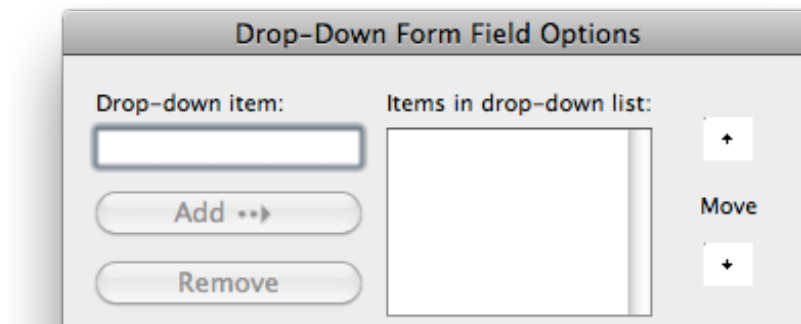 Drop-Down Form Field Options
Drop-down item:
Items in drop-down list:
Add
Move
Remove